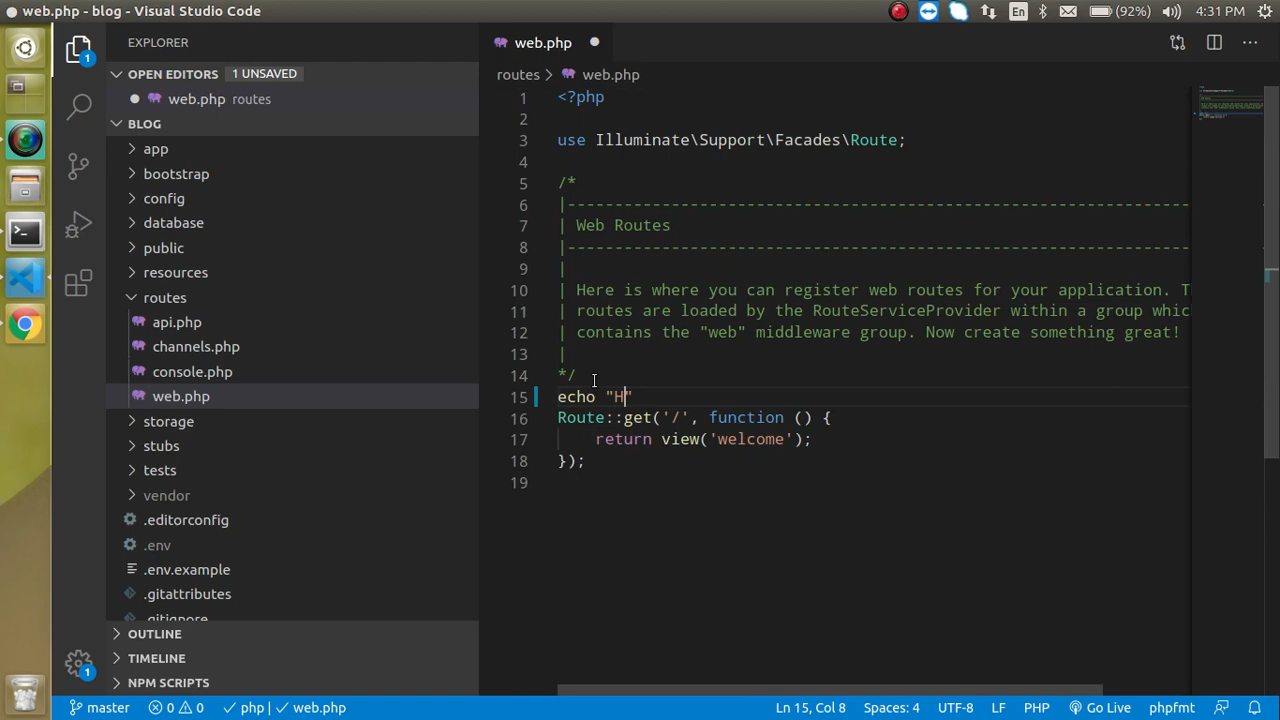 web.php - blog - Visual Studio Code
En
(92%)
4:31 PM
EXPLORER
OPEN EDITORS 1 UNSAVED
web.php routes
BLOG
app
bootstrap
config
database
public
resources
routes
api.php
channels.php
console.php
web.php
storage
stubs
tests
vendor
.editorconfig
.env
.env.example
.gitattributes
.gitignore
OUTLINE
TIMELINE
NPM SCRIPTS
1
1
web.php
routes > web.php
1 <?php
2
3 use Illuminate\Support\Facades\Route;
4
5 /*
6 |--------------------------------------------------------------------------
7 | Web Routes
8 |--------------------------------------------------------------------------
9 |
10 | Here is where you can register web routes for your application.
11 | routes are loaded by the RouteServiceProvider within a group whic
12 | contains the "web" middleware group. Now create something great!
13 |
14 */
15 echo "H"
16 Route::get('/', function () {
17 return view('welcome');
18 });
19
master
0 0
php | web.php
Ln 15, Col 8
Spaces: 4
UTF-8
LF
PHP
Go Live
phpfmt